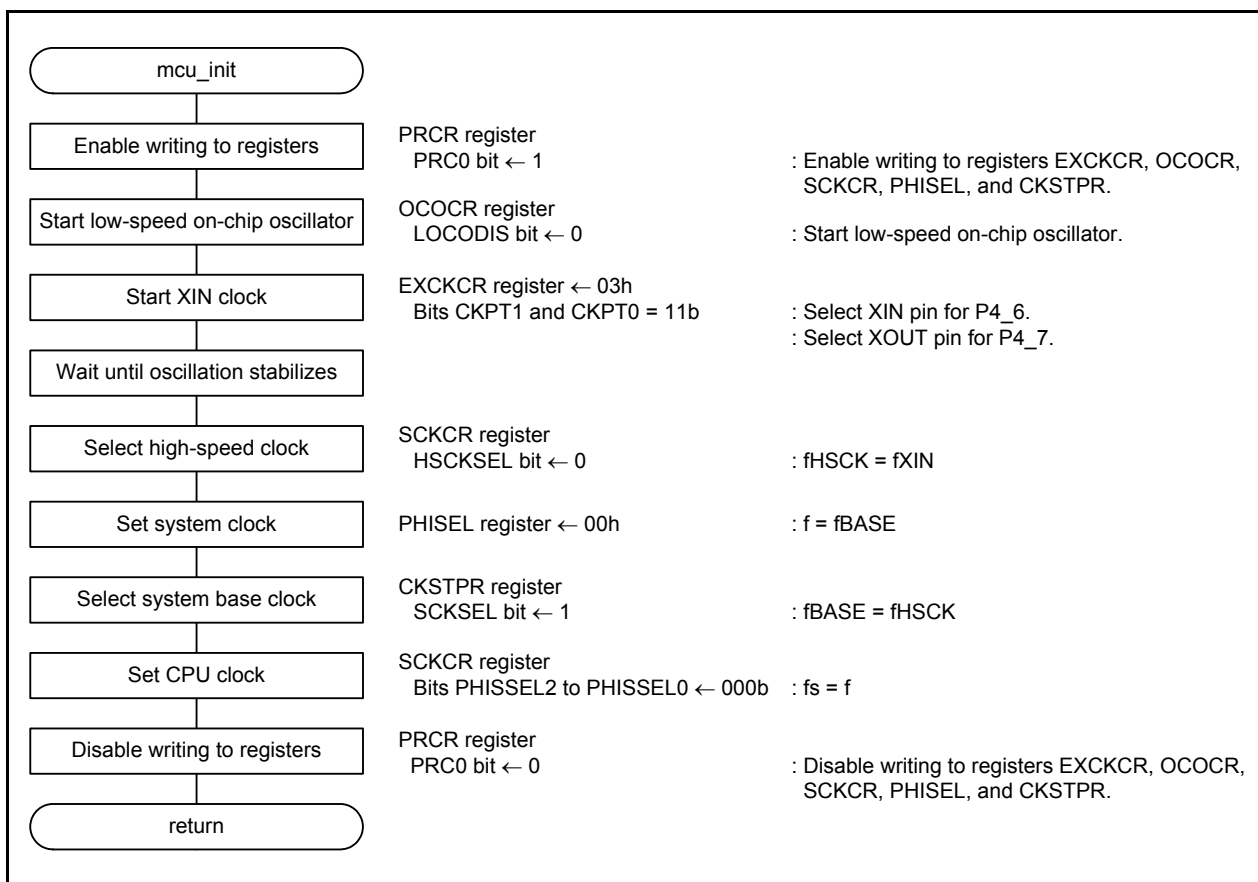 mcu_init
Enable writing to registers
PRCR register
PRC0 bit ← 1
: Enable writing to registers EXCKCR, OCOCR,
SCKCR, PHISEL, and CKSTPR.
Start low-speed on-chip oscillator
OCOCR register
LOCODIS bit ← 0
: Start low-speed on-chip oscillator.
Start XIN clock
EXCKCR register ← 03h
Bits CKPT1 and CKPT0 = 11b
: Select XIN pin for P4_6.
: Select XOUT pin for P4_7.
Wait until oscillation stabilizes
Select high-speed clock
SCKCR register
HSCKSEL bit ← 0
: fHSCK = fXIN
Set system clock
PHISEL register ← 00h
: f = fBASE
Select system base clock
CKSTPR register
SCKSEL bit ← 1
: fBASE = fHSCK
Set CPU clock
SCKCR register
Bits PHISSEL2 to PHISSEL0 ← 000b
: fs = f
Disable writing to registers
PRCR register
PRC0 bit ← 0
: Disable writing to registers EXCKCR, OCOCR,
SCKCR, PHISEL, and CKSTPR.
return